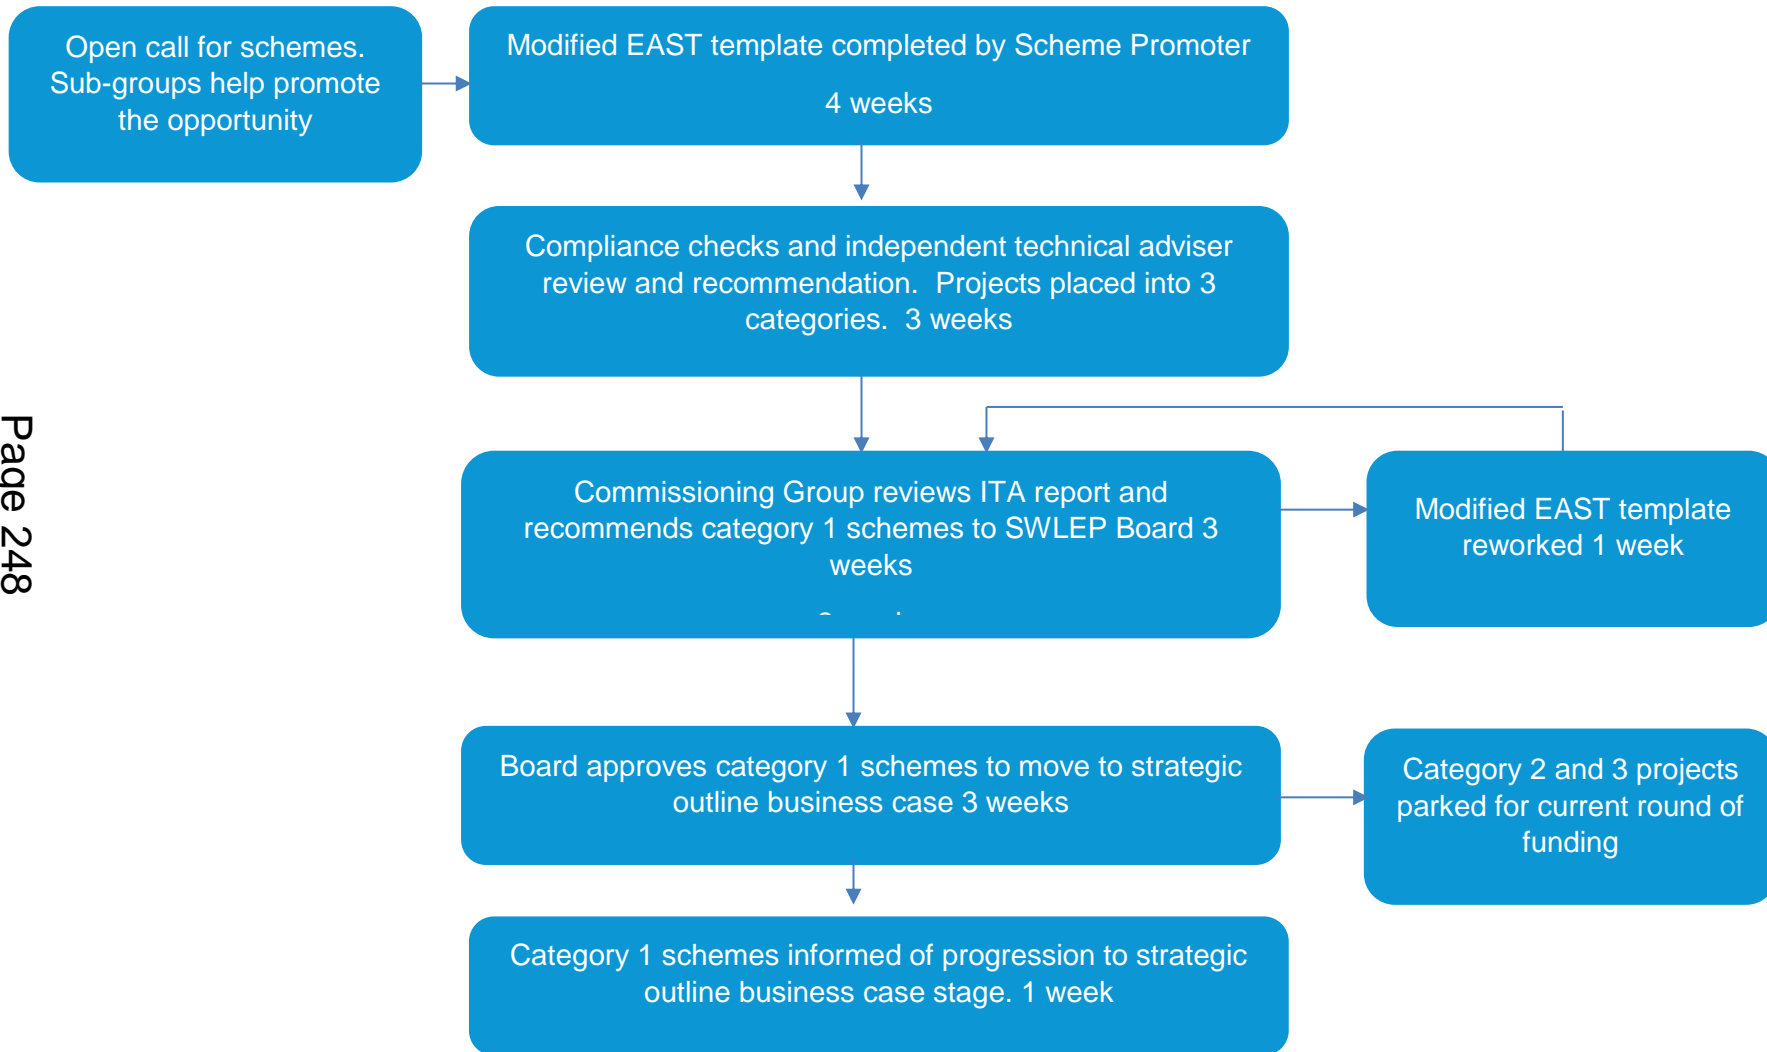 Open call for schemes.
Sub-groups help promote
the opportunity
Modified EAST template completed by Scheme Promoter
4 weeks
Compliance checks and independent technical adviser
review and recommendation.  Projects placed into 3
categories.  3 weeks
Commissioning Group reviews ITA report and
recommends category 1 schemes to SWLEP Board 3
weeks
Modified EAST template
reworked 1 week
Board approves category 1 schemes to move to strategic
outline business case 3 weeks
Category 2 and 3 projects
parked for current round of
funding
Category 1 schemes informed of progression to strategic
outline business case stage. 1 week
Page 248